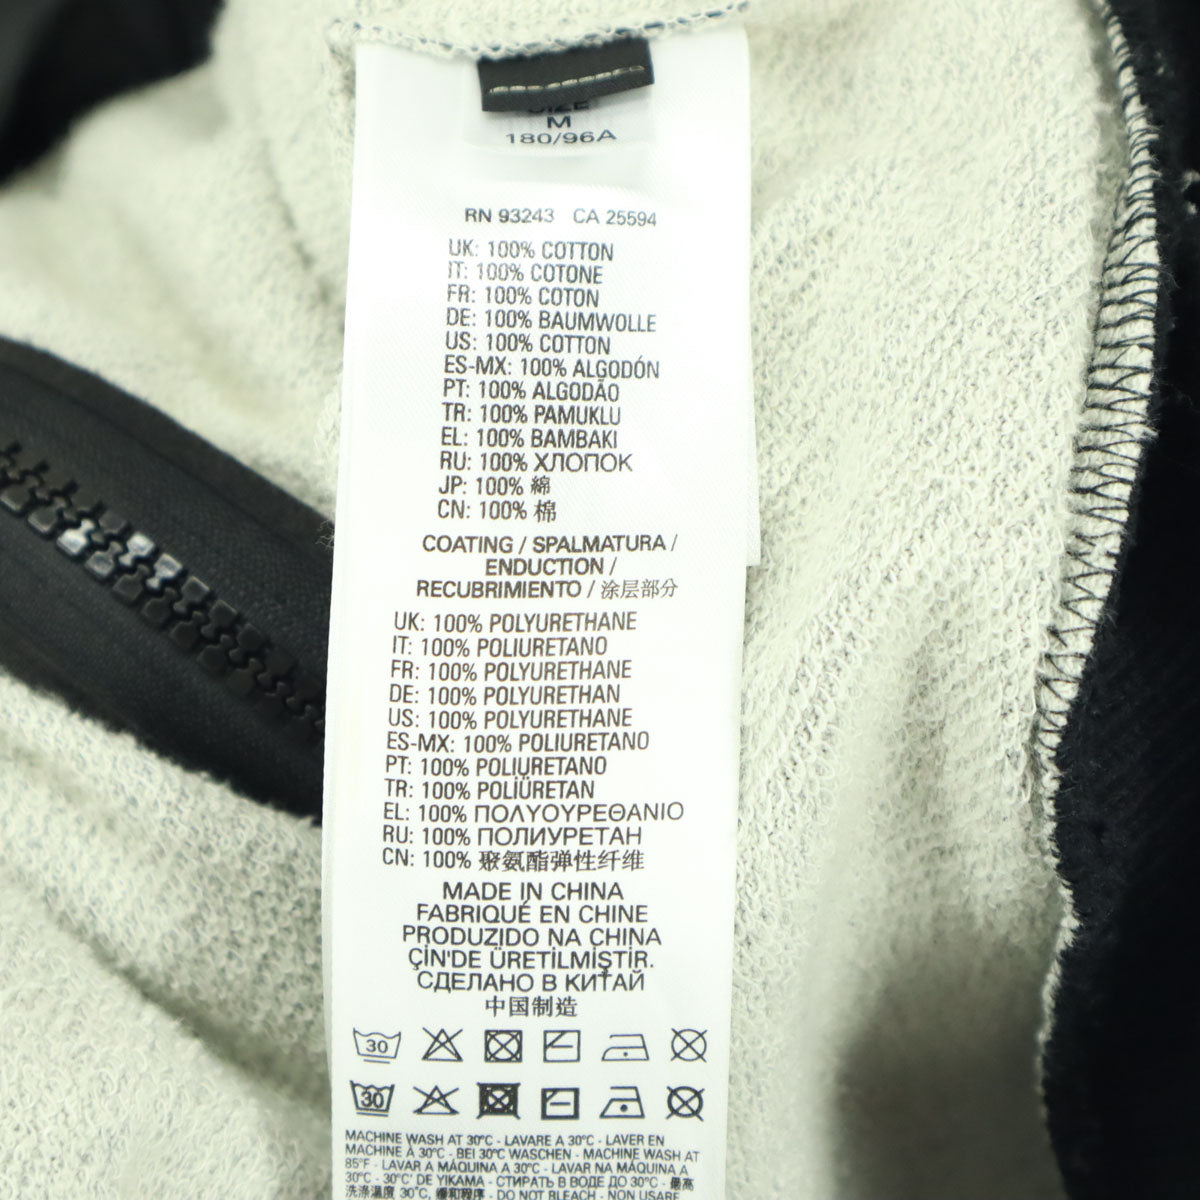 SIZE
M
180/96A
RN 93243 CA 25594
UK: 100% COTTON
IT: 100% COTONE
FR: 100% COTON
DE: 100% BAUMWOLLE
US: 100% COTTON
ES-MX: 100% ALGODÓN
PT: 100% ALGODÃO
TR: 100% PAMUKLU
EL: 100% BAMBAKI
RU: 100% ХЛОПОК
JP: 100% 綿
CN: 100% 棉
COATING / SPALMATURA /
ENDUCTION /
RECUBRIMIENTO / 涂层部分
UK: 100% POLYURETHANE
IT: 100% POLIURETANO
FR: 100% POLYURETHANE
DE: 100% POLYURETHAN
US: 100% POLYURETHANE
ES-MX: 100% POLIURETANO
PT: 100% POLIURETANO
TR: 100% POLİÜRETAN
EL: 100% ΠΟΛΥΟΥΡΕΘΑΝΙΟ
RU: 100% ПОЛИУРЕТАН
CN: 100% 聚氨酯弹性纤维
MADE IN CHINA
FABRIQUÉ EN CHINE
PRODUZIDO NA CHINA
ÇİN'DE ÜRETİLMİŞTİR.
СДЕЛАНО В КИТАЙ
中国制造
30
30
MACHINE WASH AT 30°C - LAVARE A 30°C - LAVER EN
MACHINE À 30°C - BEI 30°C WASCHEN - MACHINE WASH AT
85°F - LAVAR A MÁQUINA A 30°C - LAVAR NA MÁQUINA A
30°C - 30°C' DE YIKAMA - СТИРАТЬ В ВОДЕ ДО 30°C - 最高
洗涤温度 30°C, 缓和程序 - DO NOT BLEACH - NON USARE